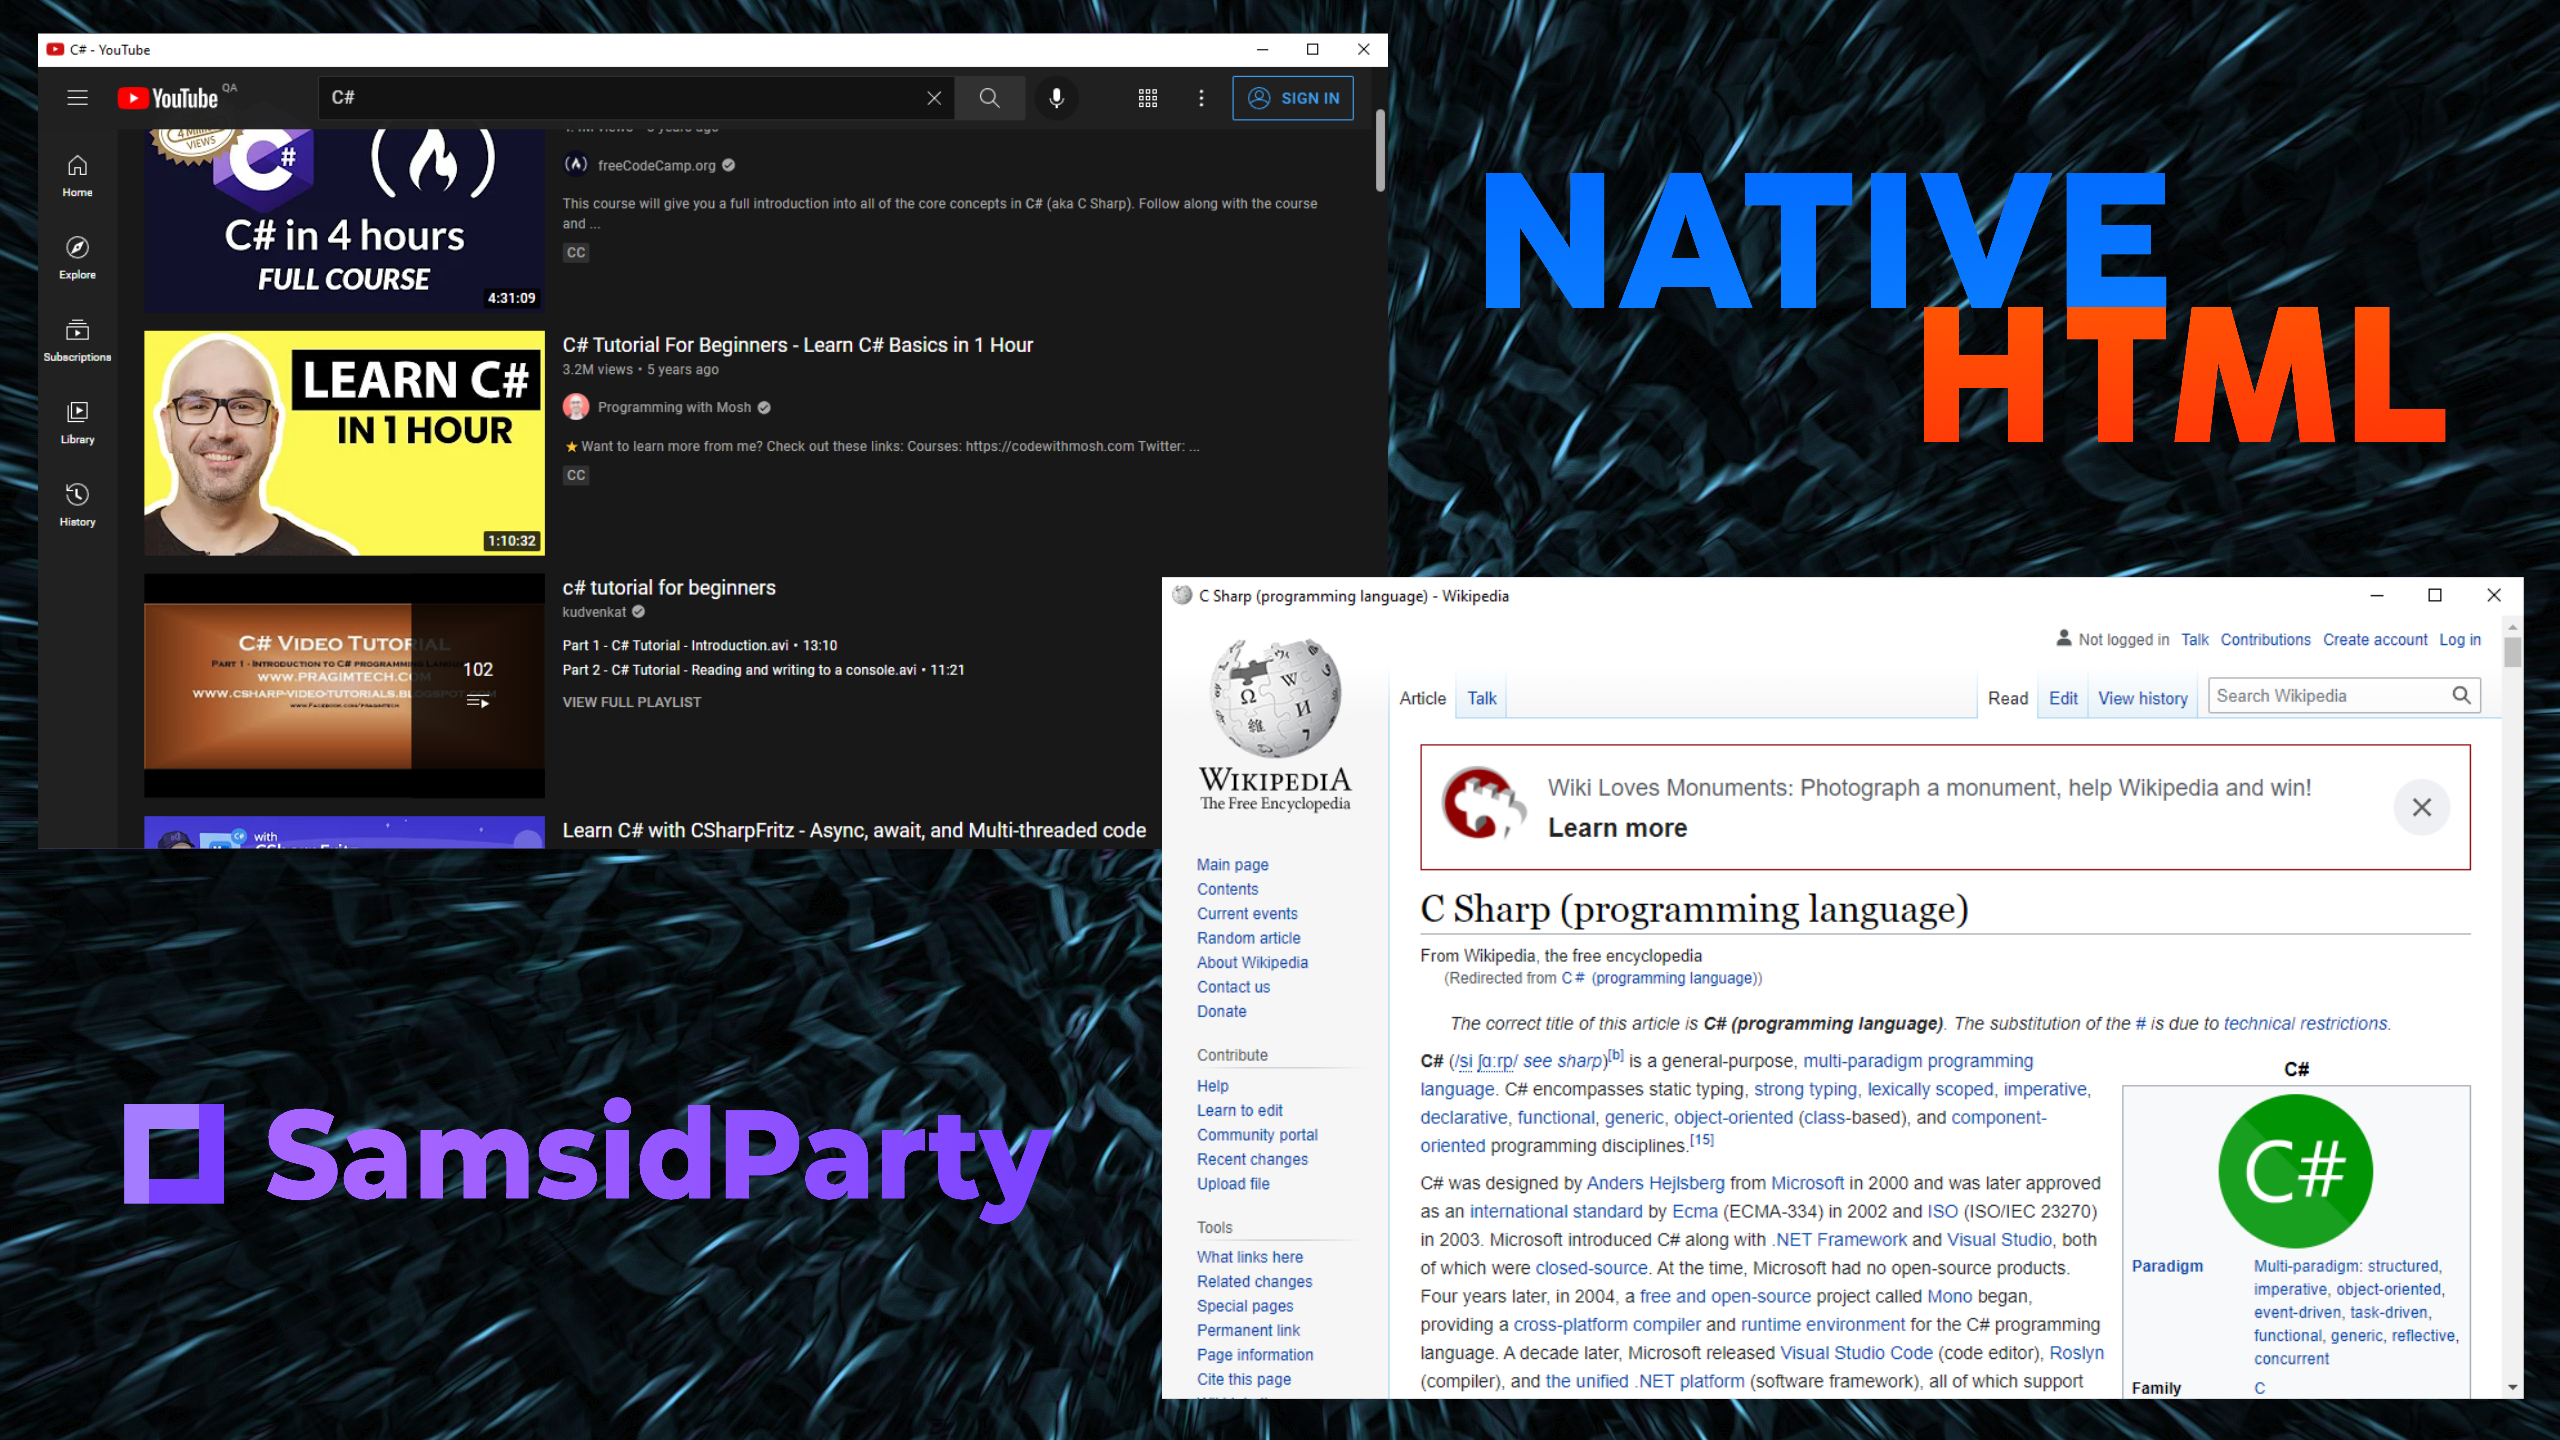 C# - YouTube
YouTube QA
C#
SIGN IN
Home
Explore
Subscriptions
Library
History
4 MILLION
VIEWS
C#
C# in 4 hours
FULL COURSE
4:31:09
freeCodeCamp.org
This course will give you a full introduction into all of the core concepts in C# (aka C Sharp). Follow along with the course
and ...
CC
LEARN C#
IN 1 HOUR
1:10:32
C# Tutorial For Beginners - Learn C# Basics in 1 Hour
3.2M views • 5 years ago
Programming with Mosh
★ Want to learn more from me? Check out these links: Courses: https://codewithmosh.com Twitter: ...
CC
C# VIDEO TUTORIAL
PART 1 - INTRODUCTION TO C# PROGRAMMING
WWW.PRAGIMTECH.COM
WWW.CSHARP-VIDEO-TUTORIALS.BLOGSPOT.COM
WWW.FACEBOOK.COM/PRAGIMTECH
102
c# tutorial for beginners
kudvenkat
Part 1 - C# Tutorial - Introduction.avi • 13:10
Part 2 - C# Tutorial - Reading and writing to a console.avi • 11:21
VIEW FULL PLAYLIST
with
CSharpFritz
Learn C# with CSharpFritz - Async, await, and Multi-threaded code
NATIVE
HTML
SamsidParty
C Sharp (programming language) - Wikipedia
Not logged in Talk Contributions Create account Log in
Article Talk
Read Edit View history Search Wikipedia
WIKIPEDIA
The Free Encyclopedia
Main page
Contents
Current events
Random article
About Wikipedia
Contact us
Donate
Contribute
Help
Learn to edit
Community portal
Recent changes
Upload file
Tools
What links here
Related changes
Special pages
Permanent link
Page information
Cite this page
Wiki Loves Monuments: Photograph a monument, help Wikipedia and win!
Learn more
C Sharp (programming language)
From Wikipedia, the free encyclopedia
(Redirected from C# (programming language))
The correct title of this article is C# (programming language). The substitution of the # is due to technical restrictions.
C# (/si ʃɑːrp/ see sharp)[b] is a general-purpose, multi-paradigm programming
language. C# encompasses static typing, strong typing, lexically scoped, imperative,
declarative, functional, generic, object-oriented (class-based), and component-
oriented programming disciplines.[15]
C# was designed by Anders Hejlsberg from Microsoft in 2000 and was later approved
as an international standard by Ecma (ECMA-334) in 2002 and ISO (ISO/IEC 23270)
in 2003. Microsoft introduced C# along with .NET Framework and Visual Studio, both
of which were closed-source. At the time, Microsoft had no open-source products.
Four years later, in 2004, a free and open-source project called Mono began,
providing a cross-platform compiler and runtime environment for the C# programming
language. A decade later, Microsoft released Visual Studio Code (code editor), Roslyn
(compiler), and the unified .NET platform (software framework), all of which support
C#
C#
Paradigm
Multi-paradigm: structured,
imperative, object-oriented,
event-driven, task-driven,
functional, generic, reflective,
concurrent
Family C